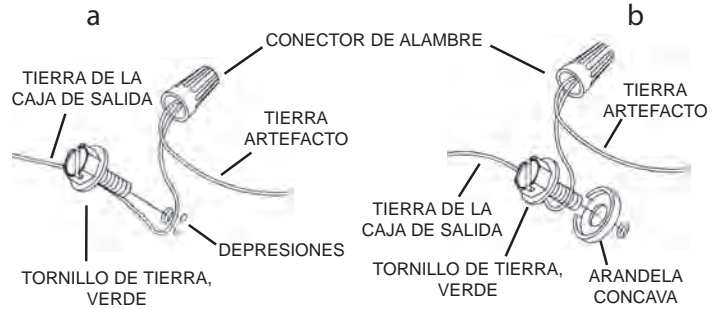 a
b
CONECTOR DE ALAMBRE
TIERRA DE LA
CAJA DE SALIDA
TIERRA
ARTEFACTO
DEPRESIONES
TORNILLO DE TIERRA,
VERDE
TIERRA
ARTEFACTO
TIERRA DE LA
CAJA DE SALIDA
TORNILLO DE TIERRA,
VERDE
ARANDELA
CONCAVA